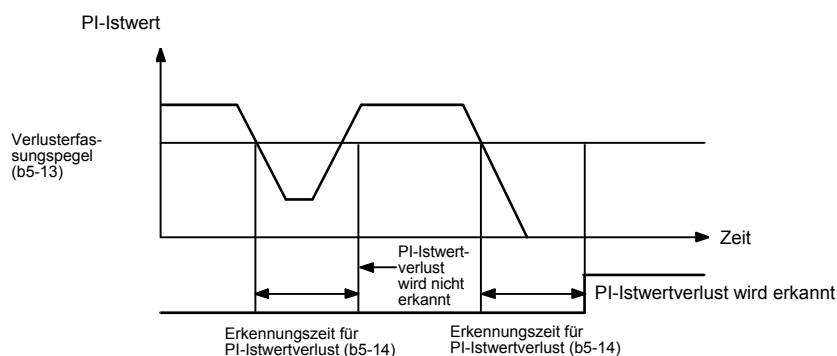 PI-Istwert
Verlusterfas-
sungspegel
(b5-13)
Zeit
PI-Istwert-
verlust
wird nicht
erkannt
PI-Istwertverlust wird erkannt
Erkennungszeit für
PI-Istwertverlust (b5-14)
Erkennungszeit für
PI-Istwertverlust (b5-14)